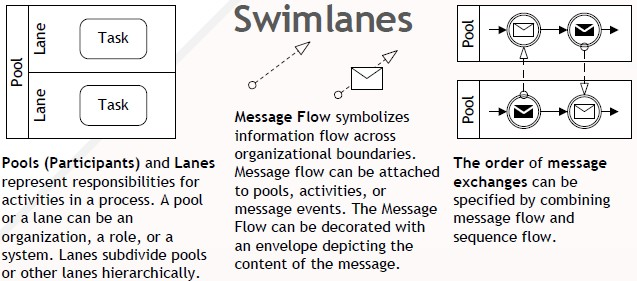 Swimlanes
Pool
Lane
Task
Lane
Task
Pools (Participants) and Lanes
represent responsibilities for
activities in a process. A pool
or a lane can be an
organization, a role, or a
system. Lanes subdivide pools
or other lanes hierarchically.
Message Flow symbolizes
information flow across
organizational boundaries.
Message flow can be attached
to pools, activities, or
message events. The Message
Flow can be decorated with
an envelope depicting the
content of the message.
Pool
Pool
The order of message
exchanges can be
specified by combining
message flow and
sequence flow.